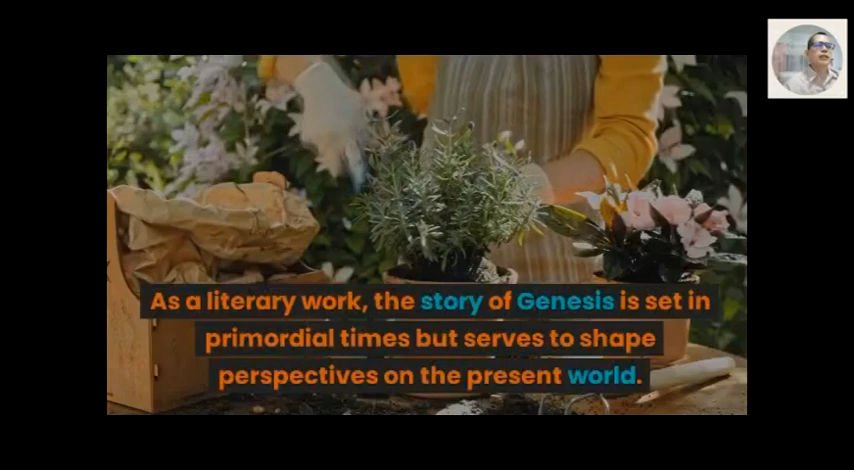 As a literary work, the story of Genesis is set in
primordial times but serves to shape
perspectives on the present world.